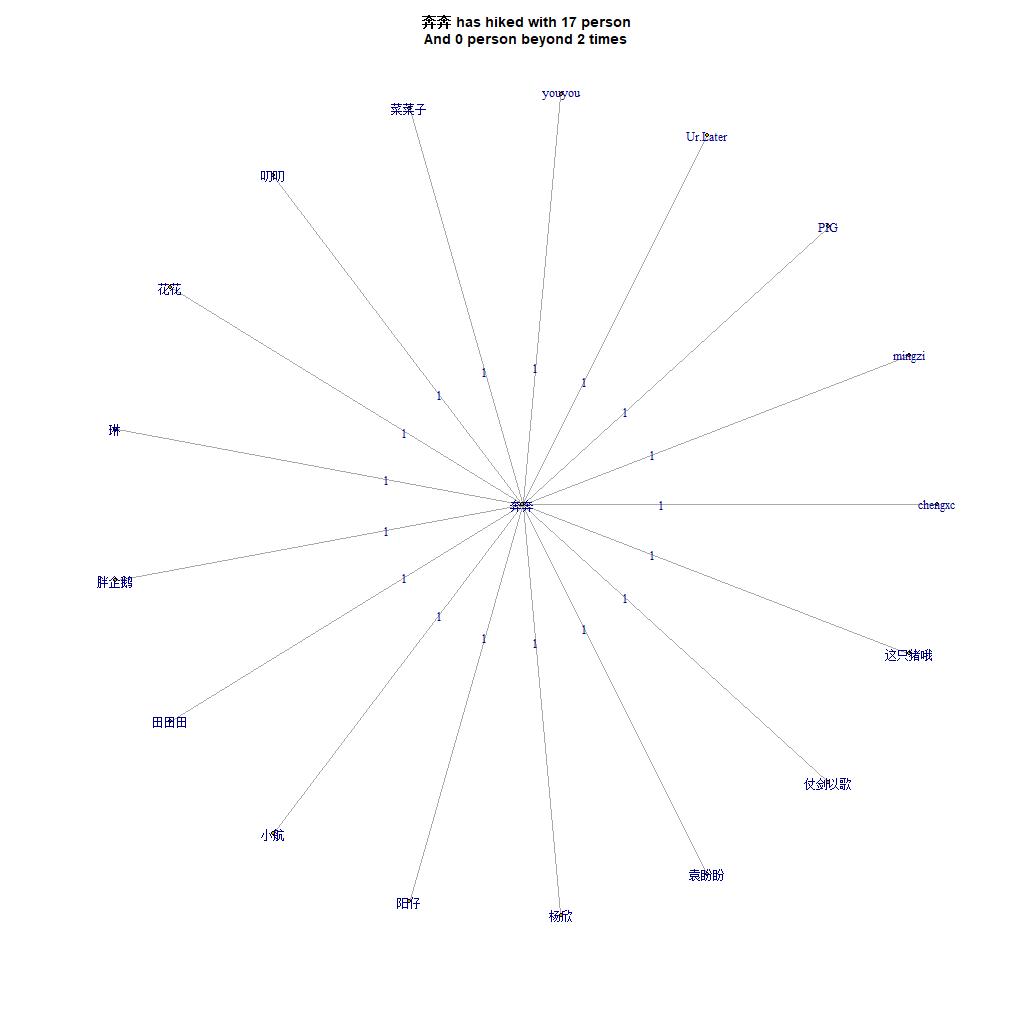 奔奔 has hiked with 17 person
And 0 person beyond 2 times
youyou
菜菜子
Ur.Later
叨叨
PIG
花花
mingzi
1
1
1
1
1
1
琳
1
1
1
奔奔
1
chengxc
1
1
胖企鹅
1
1
1
1
1
1
这只猪哦
田田田
仗剑以歌
小航
袁盼盼
阳仔
杨欣